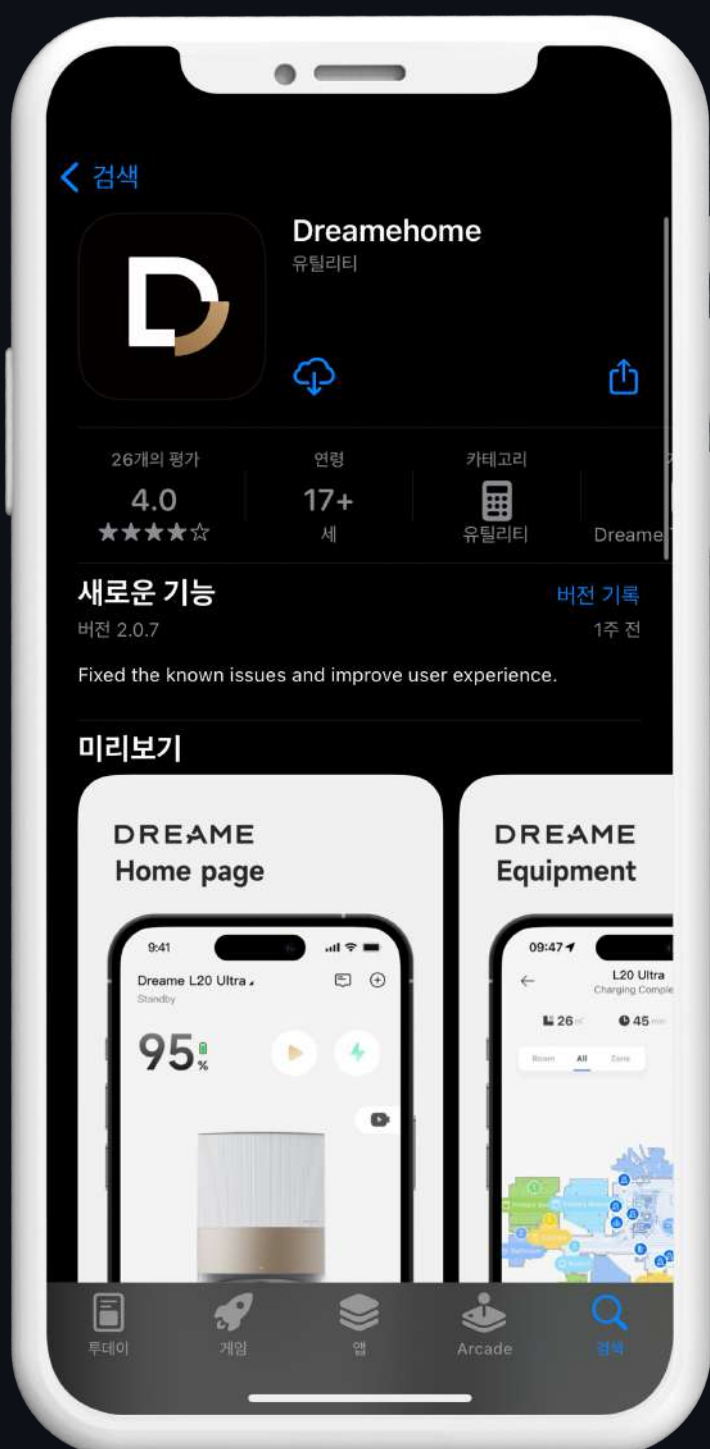 검색
Dreamehome
유틸리티
26개의 평가
연령
카테고리
4.0
17+
세
유틸리티
Dreame
새로운 기능
버전 기록
버전 2.0.7
1주 전
Fixed the known issues and improve user experience.
미리보기
DREAME
Home page
9:41
Dreame L20 Ultra
Standby
95%
DREAME
Equipment
09:47
L20 Ultra
Charging Comple
26
45
Room All Zone
투데이
게임
앱
Arcade
검색